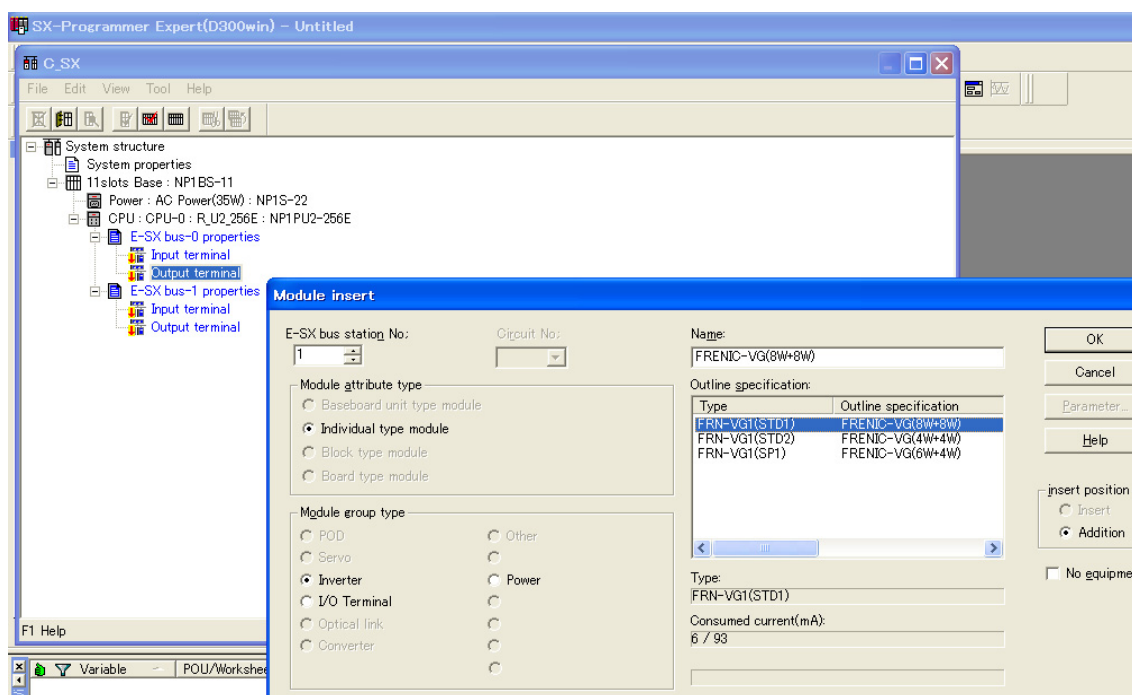 SX-Programmer Expert(D300win) - Untitled
C_SX
File Edit View Tool Help
System structure
System properties
11slots Base : NP1BS-11
Power : AC Power(35W) : NP1S-22
CPU : CPU-0 : R_U2_256E : NP1PU2-256E
E-SX bus-0 properties
Input terminal
Output terminal
E-SX bus-1 properties
Input terminal
Output terminal
F1 Help
Variable POU/Workshee
Module insert
E-SX bus station No:
1
Circuit No:
Module attribute type
Baseboard unit type module
Individual type module
Block type module
Board type module
Module group type
POD
Other
Servo
Inverter
Power
I/O Terminal
Optical link
Converter
Name:
FRENIC-VG(8W+8W)
Outline specification:
Type Outline specification
FRN-VG1(STD1) FRENIC-VG(8W+8W)
FRN-VG1(STD2) FRENIC-VG(4W+4W)
FRN-VG1(SP1) FRENIC-VG(6W+4W)
Type:
FRN-VG1(STD1)
Consumed current(mA):
6 / 93
OK
Cancel
Parameter...
Help
insert position
Insert
Addition
No equipme